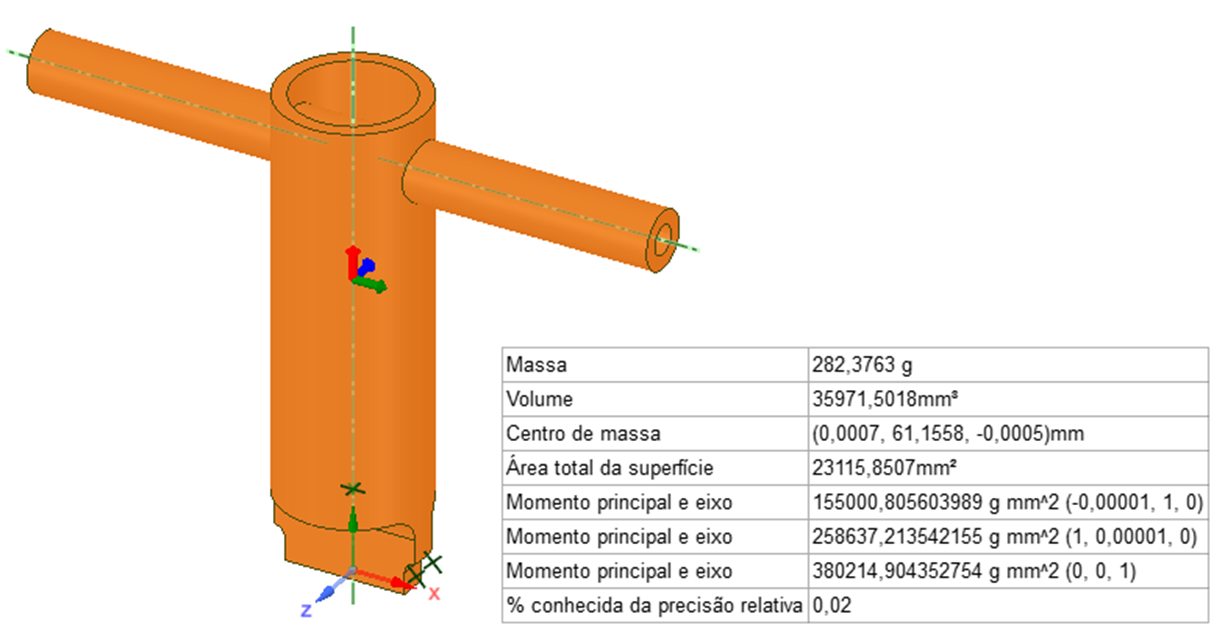 Massa 282,3763 g
Volume 35971,5018mm³
Centro de massa (0,0007, 61,1558, -0,0005)mm
Área total da superfície 23115,8507mm²
Momento principal e eixo 155000,805603989 g mm^2 (-0,00001, 1, 0)
Momento principal e eixo 258637,213542155 g mm^2 (1, 0,00001, 0)
Momento principal e eixo 380214,904352754 g mm^2 (0, 0, 1)
% conhecida da precisão relativa 0,02
X
Z